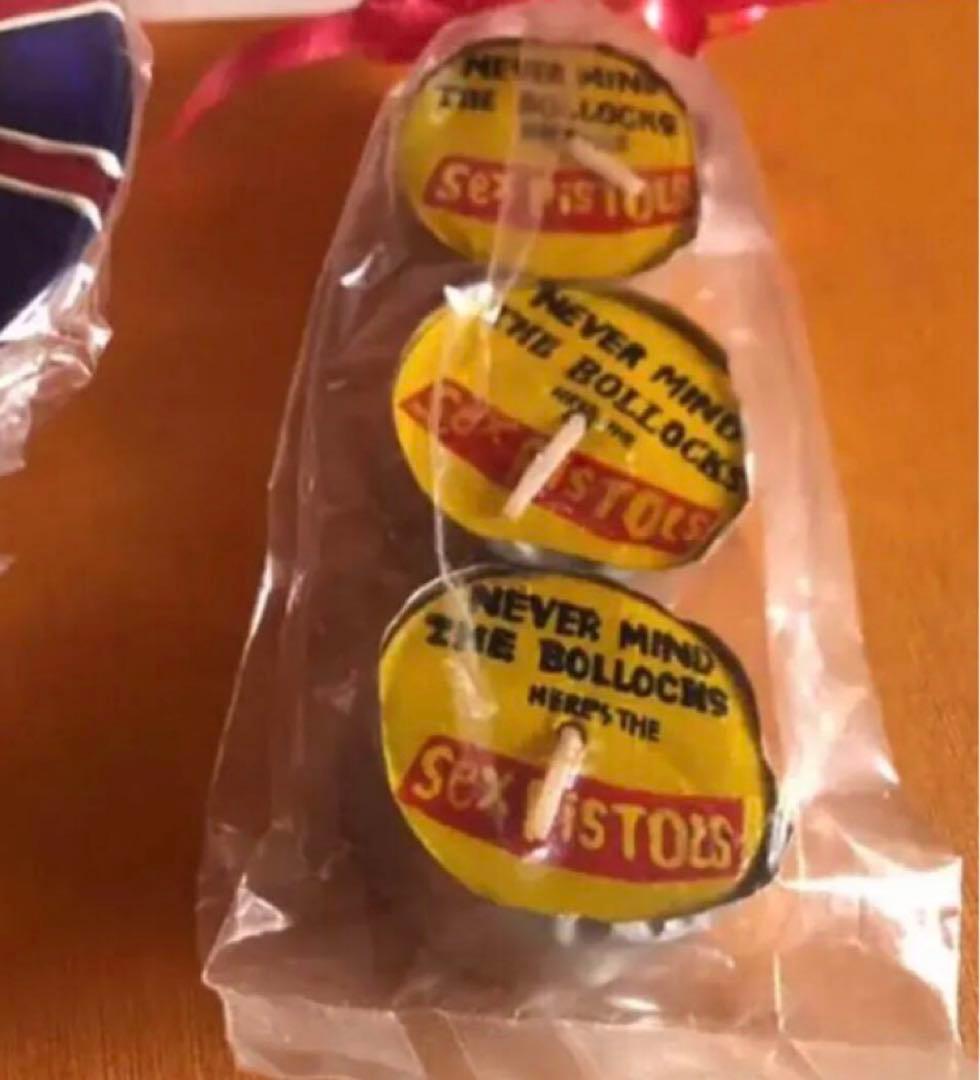 NEVER MIND
THE BOLLOCKS
Sex PiSTOLS
NEVER MIND
THE BOLLOCKS
Sex PiSTOLS
NEVER MIND
THE BOLLOCKS
HERE'S THE
Sex PiSTOLS